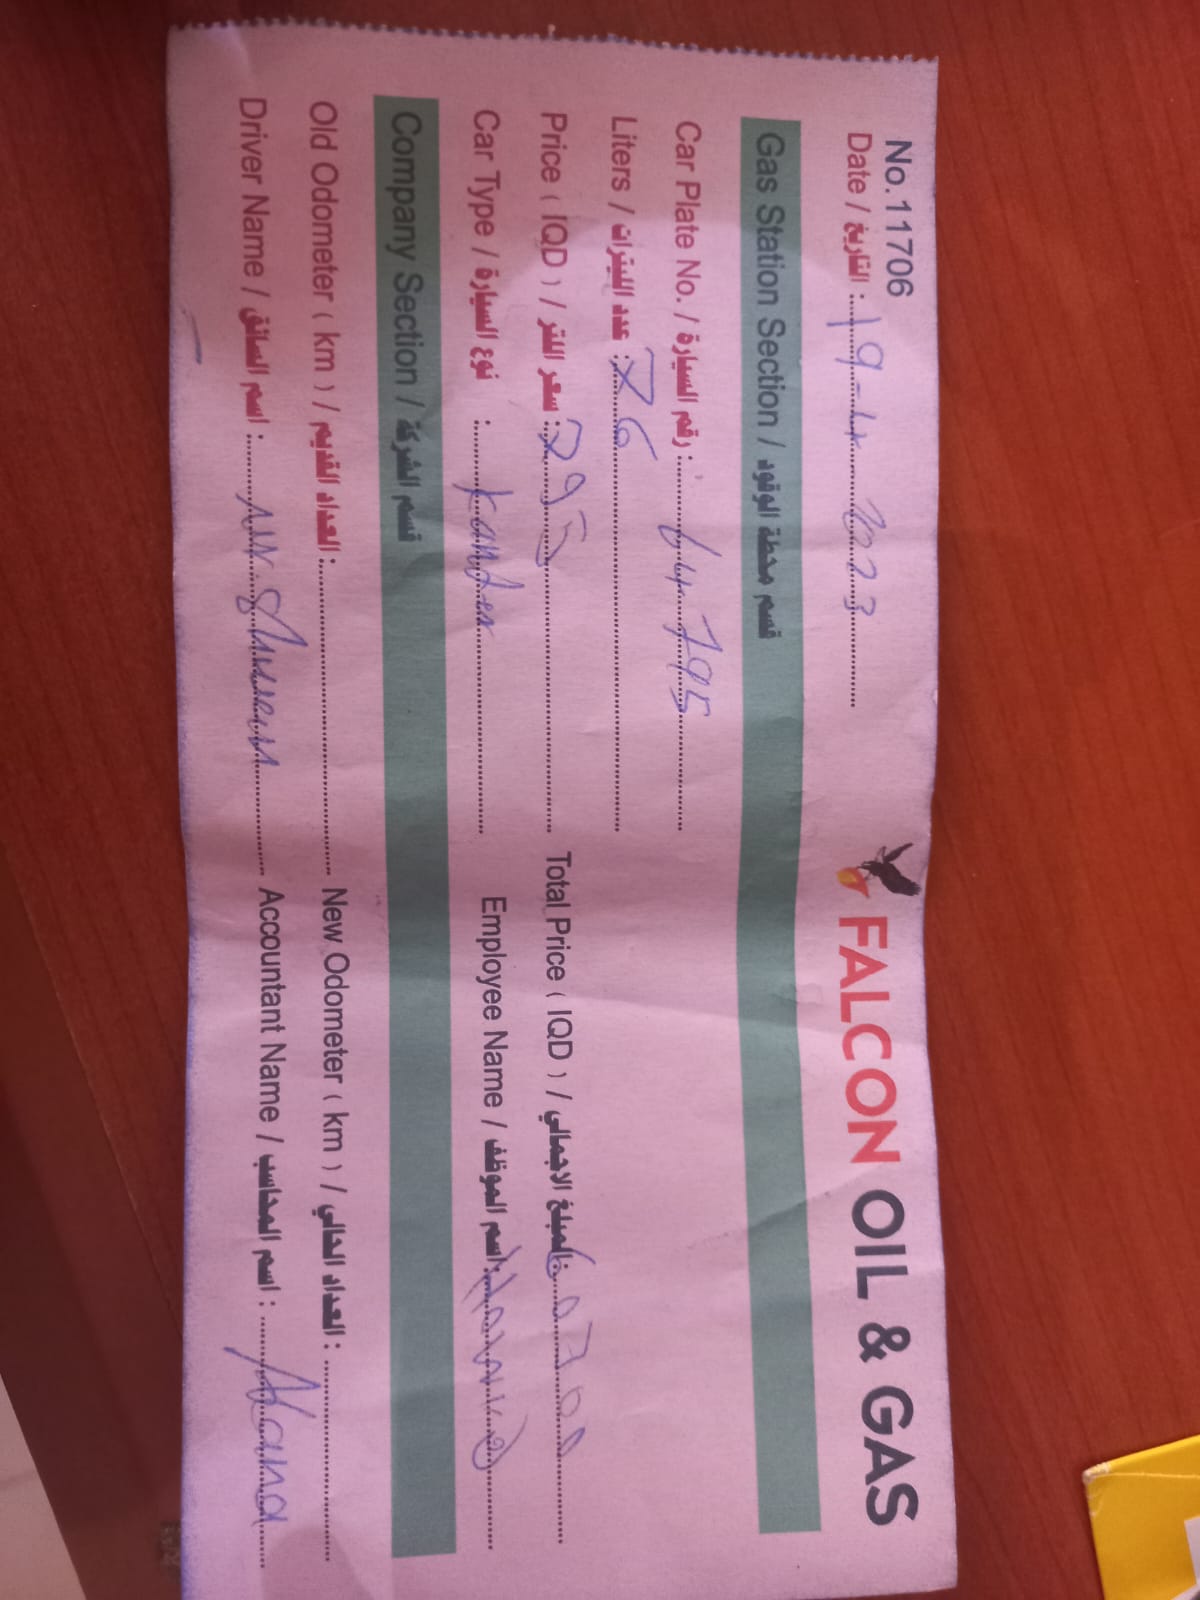 No.11706
FALCON OIL & GAS
Date / التاريخ : 19-4-2023
Gas Station Section / قسم محطة الوقود
Car Plate No. / رقم السيارة :
Liters / عدد الليترات : 76
Price ( IQD ) / سعر اللتر : 795 Total Price ( IQD ) / المبلغ الاجمالي :
Car Type / نوع السيارة : Employee Name / اسم الموظف :
Company Section / قسم الشركة
Old Odometer ( km ) / العداد القديم : New Odometer ( km ) / العداد الحالي :
Driver Name / اسم السائق : Accountant Name / اسم المحاسب :